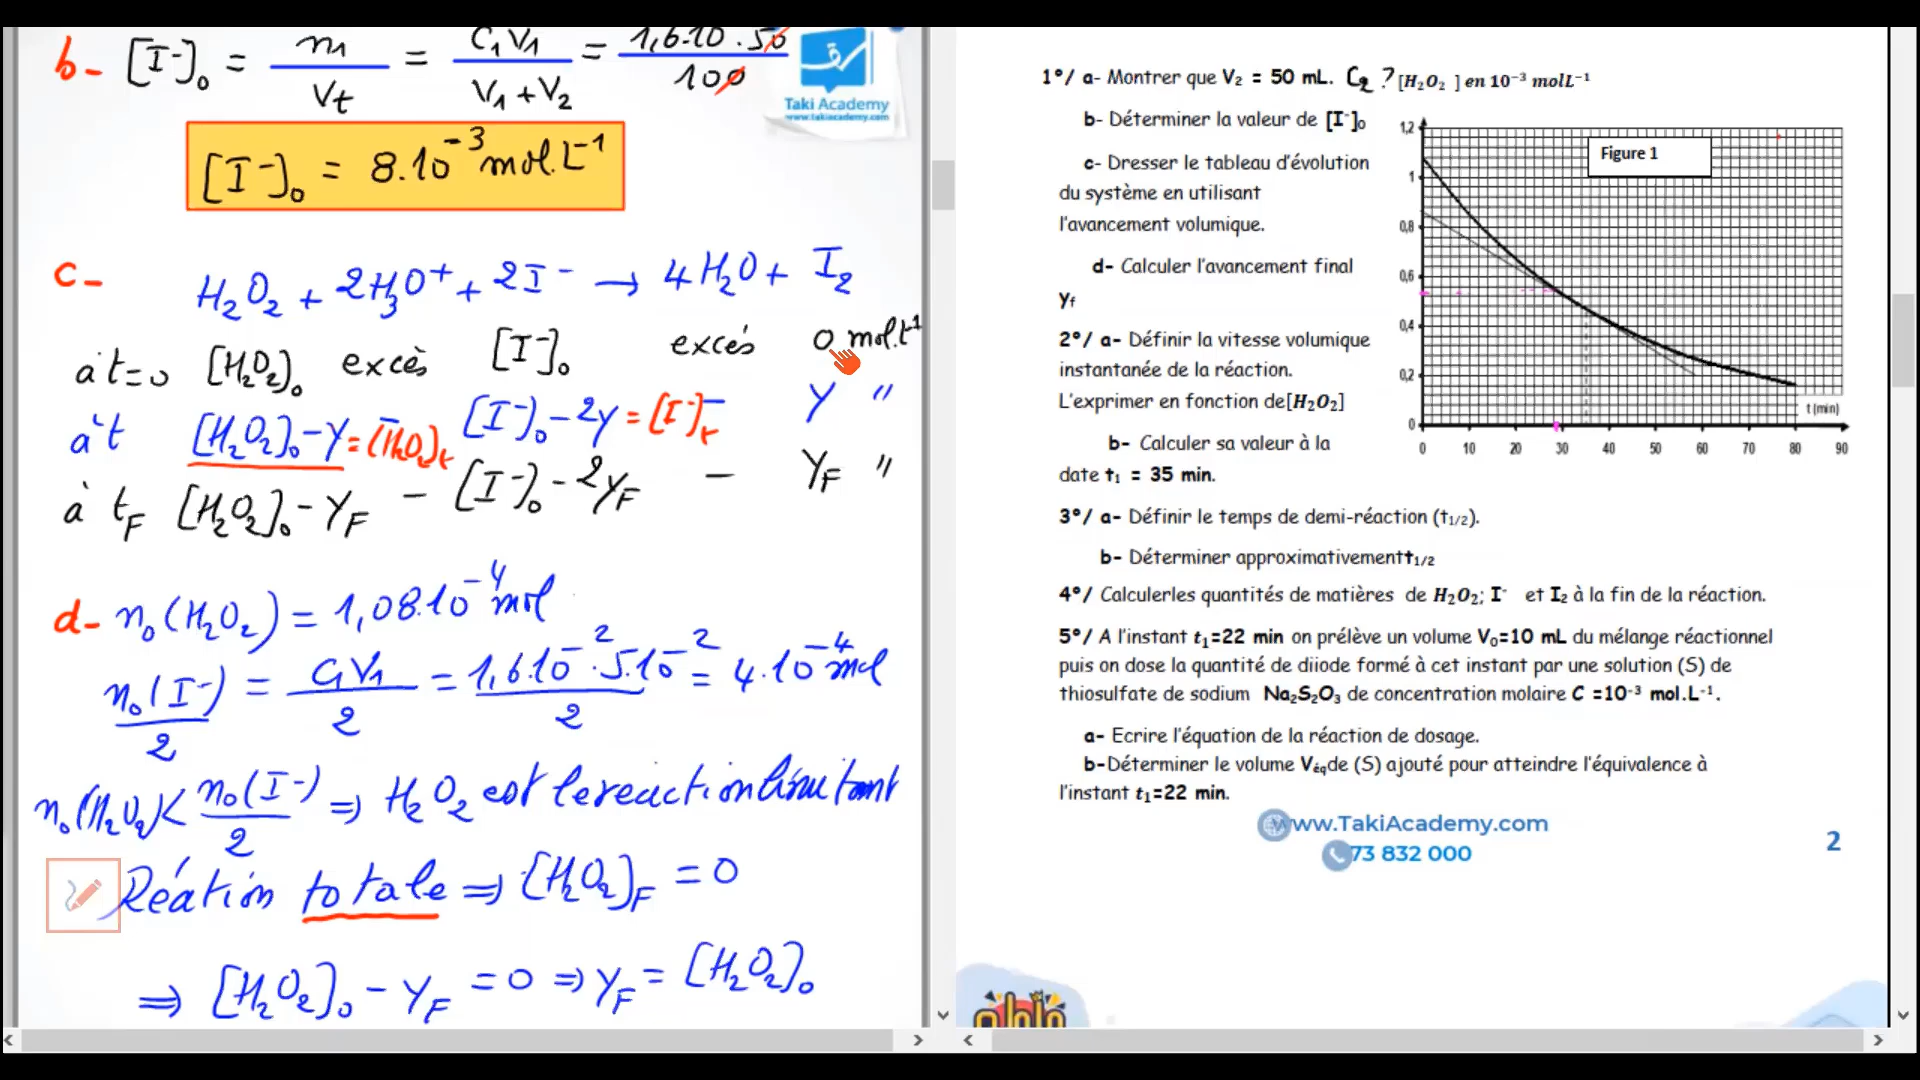 b- [I⁻]₀ = n₁/Vt = C₁V₁/(V₁+V₂) = 1,6.10 . 50/100
Taki Academy
www.takiacademy.com
[I⁻]₀ = 8.10⁻³ mol.L⁻¹
c- H₂O₂ + 2H₃O⁺ + 2I⁻ → 4H₂O + I₂
à t=0 [H₂O₂]₀ excès [I⁻]₀ excés 0 mol.L⁻¹
à t [H₂O₂]₀ - y = [H₂O₂]t [I⁻]₀ - 2y = [I⁻]t - y "
à tF [H₂O₂]₀ - yF - [I⁻]₀ - 2yF - yF "
d- n₀(H₂O₂) = 1,08.10⁻⁴ mol
n₀(I⁻)/2 = C₁V₁/2 = 1,6.10⁻².5.10⁻²/2 = 4.10⁻⁴ mol
n₀(H₂O₂) < n₀(I⁻)/2 ⇒ H₂O₂ est le reaction limitant
Réation totale ⇒ [H₂O₂]F = 0
⇒ [H₂O₂]₀ - yF = 0 ⇒ yF = [H₂O₂]₀
1°/ a- Montrer que V₂ = 50 mL. C₂ ?
b- Déterminer la valeur de [I⁻]₀
c- Dresser le tableau d'évolution
du système en utilisant
l'avancement volumique.
d- Calculer l'avancement final
yf
2°/ a- Définir la vitesse volumique
instantanée de la réaction.
L'exprimer en fonction de[H₂O₂]
b- Calculer sa valeur à la
date t₁ = 35 min.
[H₂O₂ ] en 10⁻³ molL⁻¹
Figure 1
1,2
1
0,8
0,6
0,4
0,2
0
t (min)
0 10 20 30 40 50 60 70 80 90
3°/ a- Définir le temps de demi-réaction (t1/2).
b- Déterminer approximativementt1/2
4°/ Calculerles quantités de matières de H₂O₂; I⁻ et I₂ à la fin de la réaction.
5°/ A l'instant t₁=22 min on prélève un volume V₀=10 mL du mélange réactionnel
puis on dose la quantité de diiode formé à cet instant par une solution (S) de
thiosulfate de sodium Na₂S₂O₃ de concentration molaire C =10⁻³ mol.L⁻¹.
a- Ecrire l'équation de la réaction de dosage.
b-Déterminer le volume Véqde (S) ajouté pour atteindre l'équivalence à
l'instant t₁=22 min.
www.TakiAcademy.com
73 832 000
2